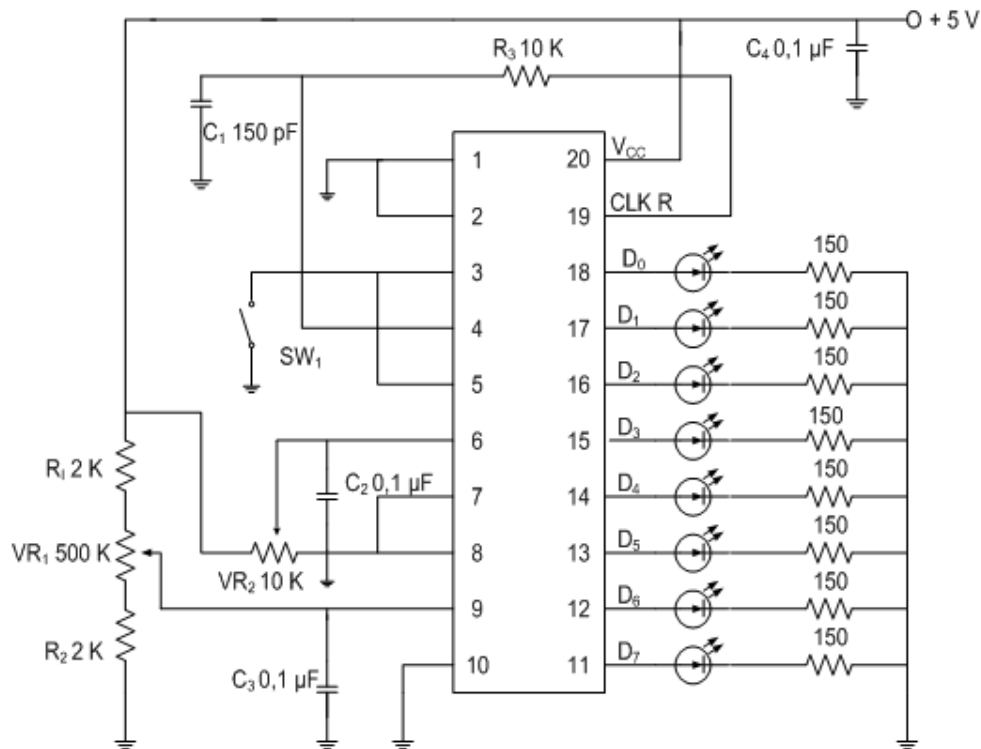 O + 5 V
R3 10 K
C4 0,1 µF
C1 150 pF
1
20
VCC
2
19
CLK R
3
18
D0
150
4
17
D1
150
SW1
5
16
D2
150
6
15
D3
150
R1 2 K
C2 0,1 µF
7
14
D4
150
VR1 500 K
8
13
D5
150
VR2 10 K
9
12
D6
150
R2 2 K
C3 0,1 µF
10
11
D7
150